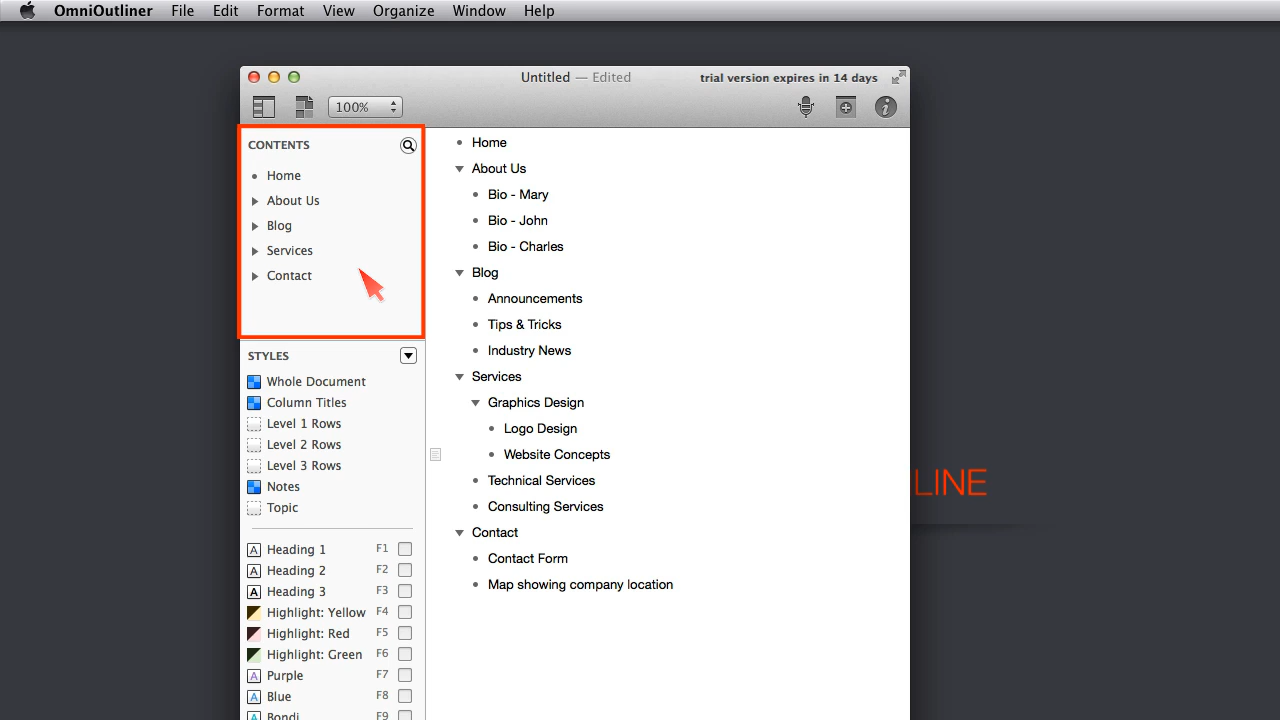 OmniOutliner File Edit Format View Organize Window Help
Untitled — Edited
trial version expires in 14 days
100%
CONTENTS
Home
About Us
Blog
Services
Contact
STYLES
Whole Document
Column Titles
Level 1 Rows
Level 2 Rows
Level 3 Rows
Notes
Topic
A Heading 1 F1
A Heading 2 F2
A Heading 3 F3
Highlight: Yellow F4
Highlight: Red F5
Highlight: Green F6
A Purple F7
A Blue F8
A Bondi F9
• Home
About Us
• Bio - Mary
• Bio - John
• Bio - Charles
Blog
• Announcements
• Tips & Tricks
• Industry News
Services
Graphics Design
• Logo Design
• Website Concepts
• Technical Services
• Consulting Services
Contact
• Contact Form
• Map showing company location
LINE